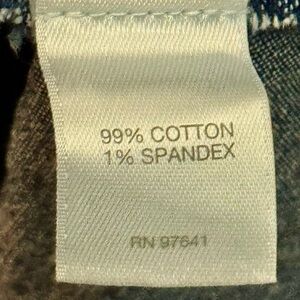 99% COTTON
1% SPANDEX
RN 97641